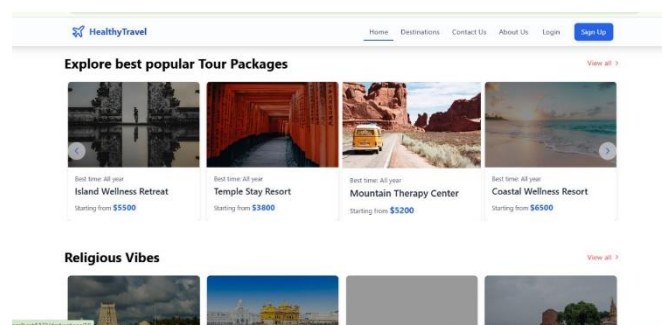 HealthyTravel
Home Destinations Contact Us About Us Login Sign Up
Explore best popular Tour Packages
View all >
Best time: All year
Island Wellness Retreat
Starting from $5500
Best time: All year
Temple Stay Resort
Starting from $3800
Best time: All year
Mountain Therapy Center
Starting from $5200
Best time: All year
Coastal Wellness Resort
Starting from $6500
Religious Vibes
View all >